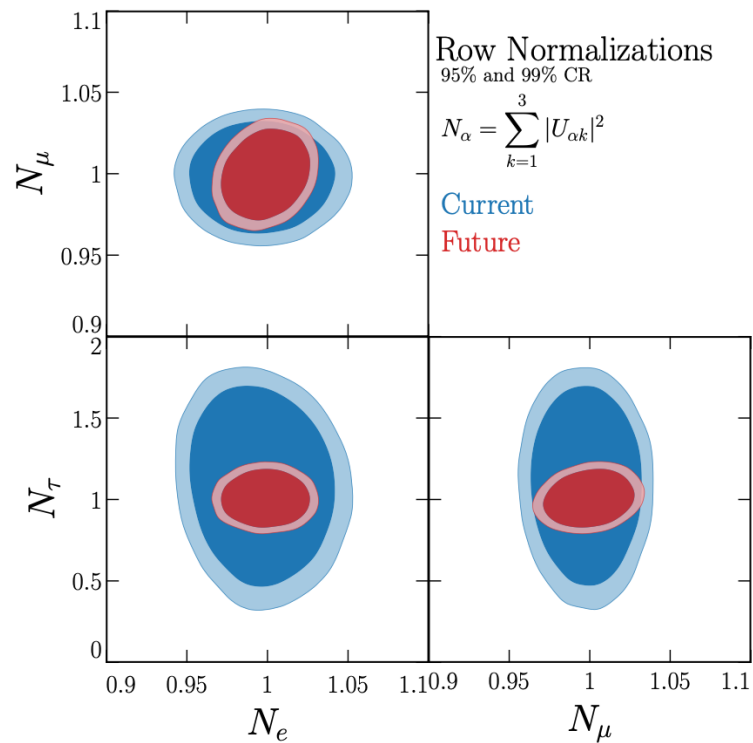 Row Normalizations
95% and 99% CR
N_α = ∑_{k=1}^{3} |U_{αk}|²
Current
Future
1.1
1.05
1
0.95
0.9
N_μ
2
1.5
1
0.5
0
N_τ
0.9 0.95 1 1.05 1.1
N_e
0.9 0.95 1 1.05 1.1
N_μ